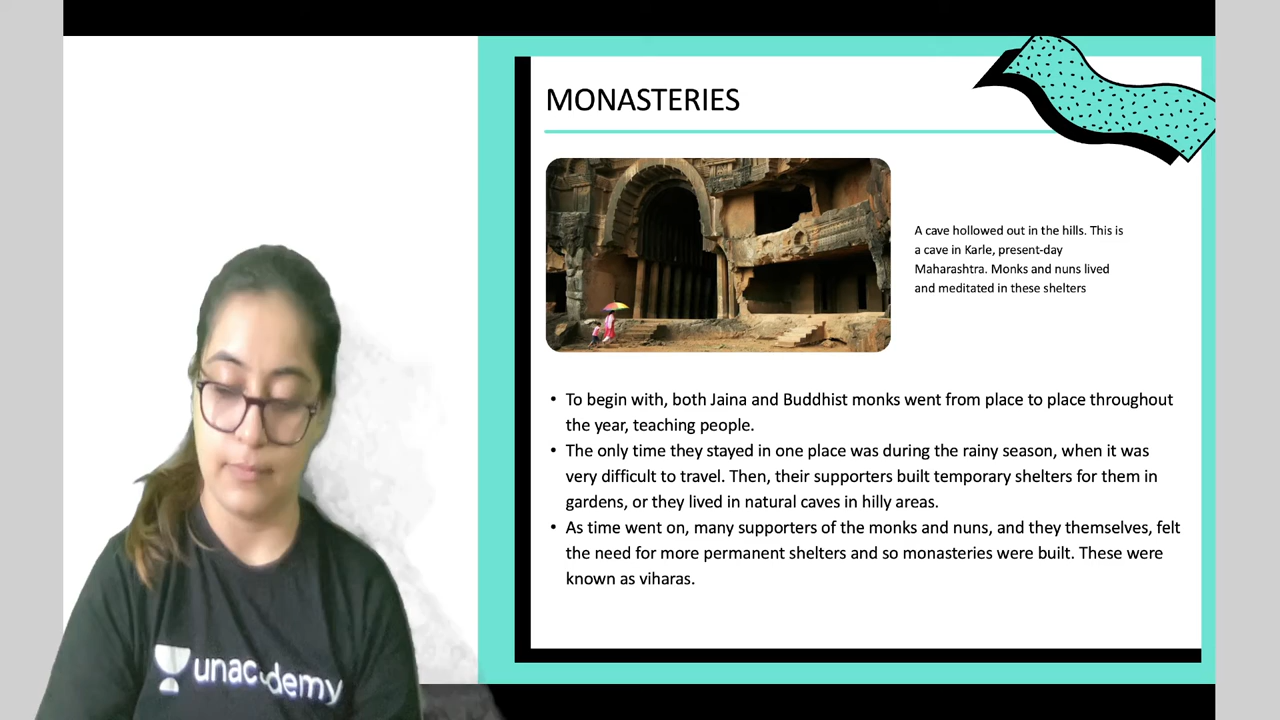 MONASTERIES
A cave hollowed out in the hills. This is
a cave in Karle, present-day
Maharashtra. Monks and nuns lived
and meditated in these shelters
• To begin with, both Jaina and Buddhist monks went from place to place throughout
the year, teaching people.
• The only time they stayed in one place was during the rainy season, when it was
very difficult to travel. Then, their supporters built temporary shelters for them in
gardens, or they lived in natural caves in hilly areas.
• As time went on, many supporters of the monks and nuns, and they themselves, felt
the need for more permanent shelters and so monasteries were built. These were
known as viharas.
unacademy